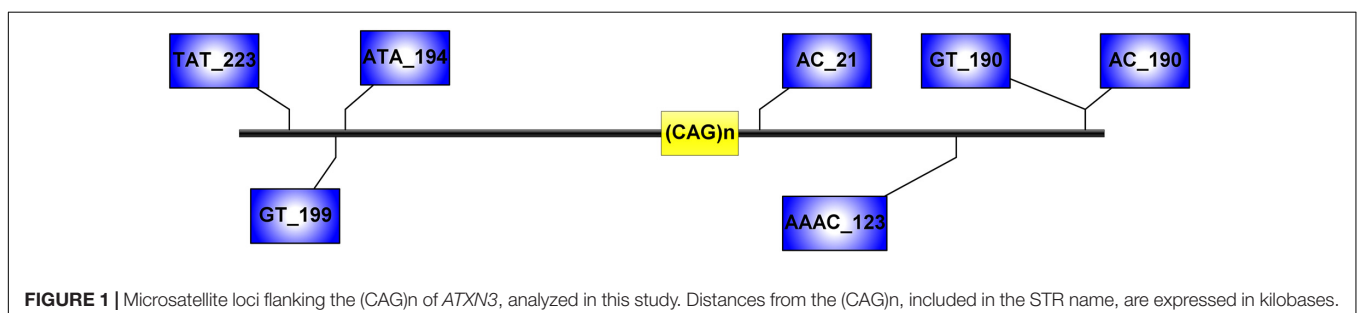 TAT_223
ATA_194
AC_21
GT_190
AC_190
(CAG)n
GT_199
AAAC_123
FIGURE 1 | Microsatellite loci flanking the (CAG)n of ATXN3, analyzed in this study. Distances from the (CAG)n, included in the STR name, are expressed in kilobases.